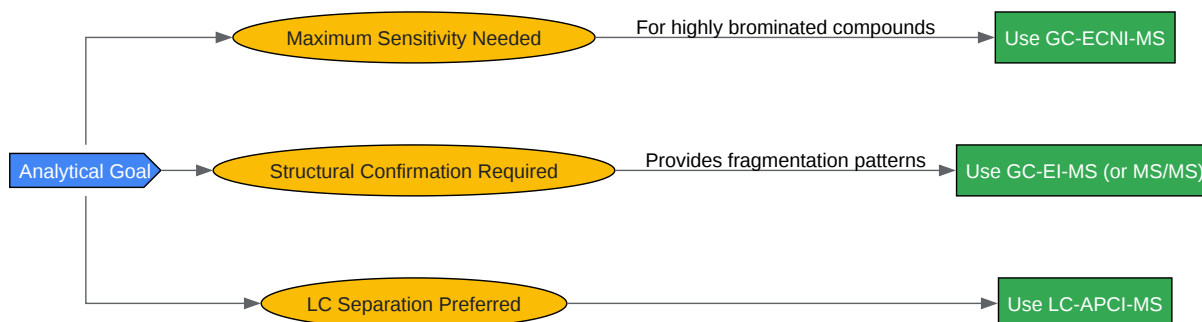 Maximum Sensitivity Needed
For highly brominated compounds
Use GC-ECNI-MS
Analytical Goal
Structural Confirmation Required
Provides fragmentation patterns
Use GC-EI-MS (or MS/MS)
LC Separation Preferred
Use LC-APCI-MS